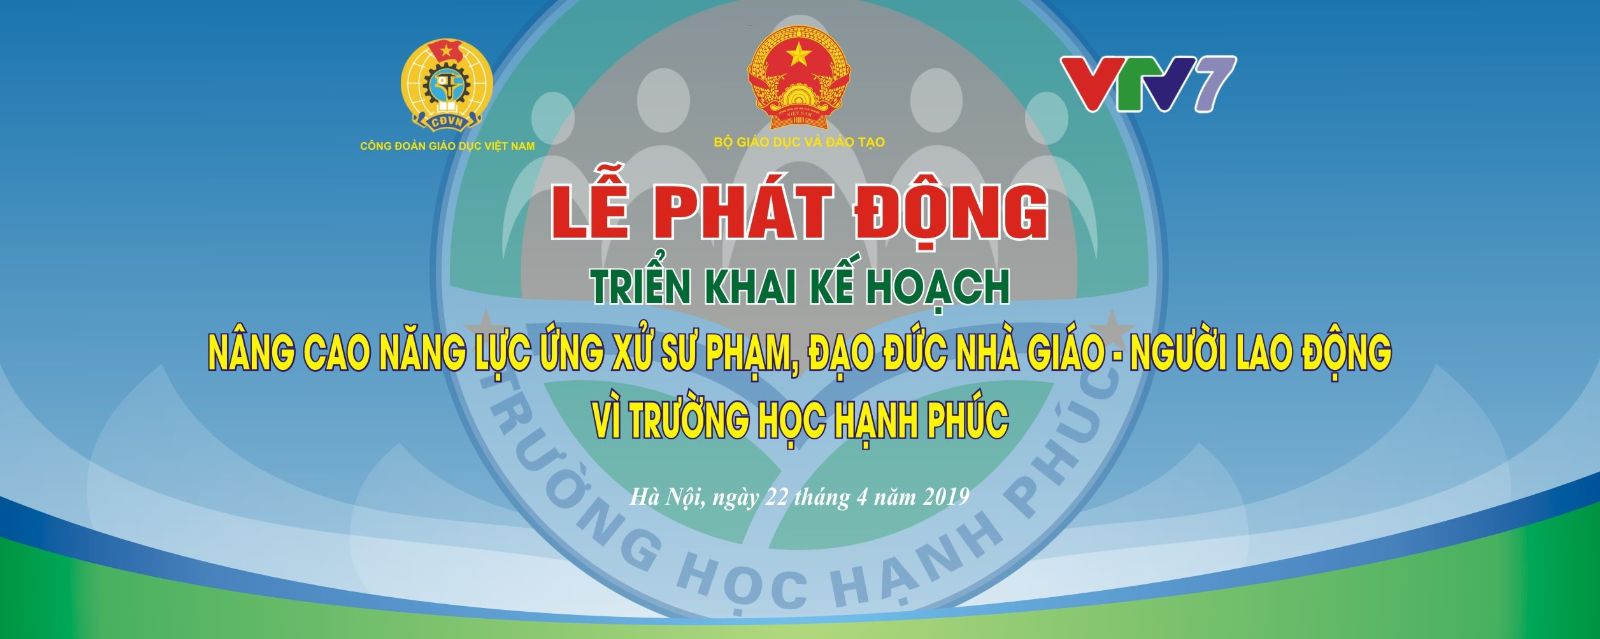 CĐVN
CÔNG ĐOÀN GIÁO DỤC VIỆT NAM
VIỆT NAM
BỘ GIÁO DỤC VÀ ĐÀO TẠO
VTV7
LỄ PHÁT ĐỘNG
TRIỂN KHAI KẾ HOẠCH
NÂNG CAO NĂNG LỰC ỨNG XỬ SƯ PHẠM, ĐẠO ĐỨC NHÀ GIÁO - NGƯỜI LAO ĐỘNG
VÌ TRƯỜNG HỌC HẠNH PHÚC
Hà Nội, ngày 22 tháng 4 năm 2019
TRƯỜNG HỌC HẠNH PHÚC